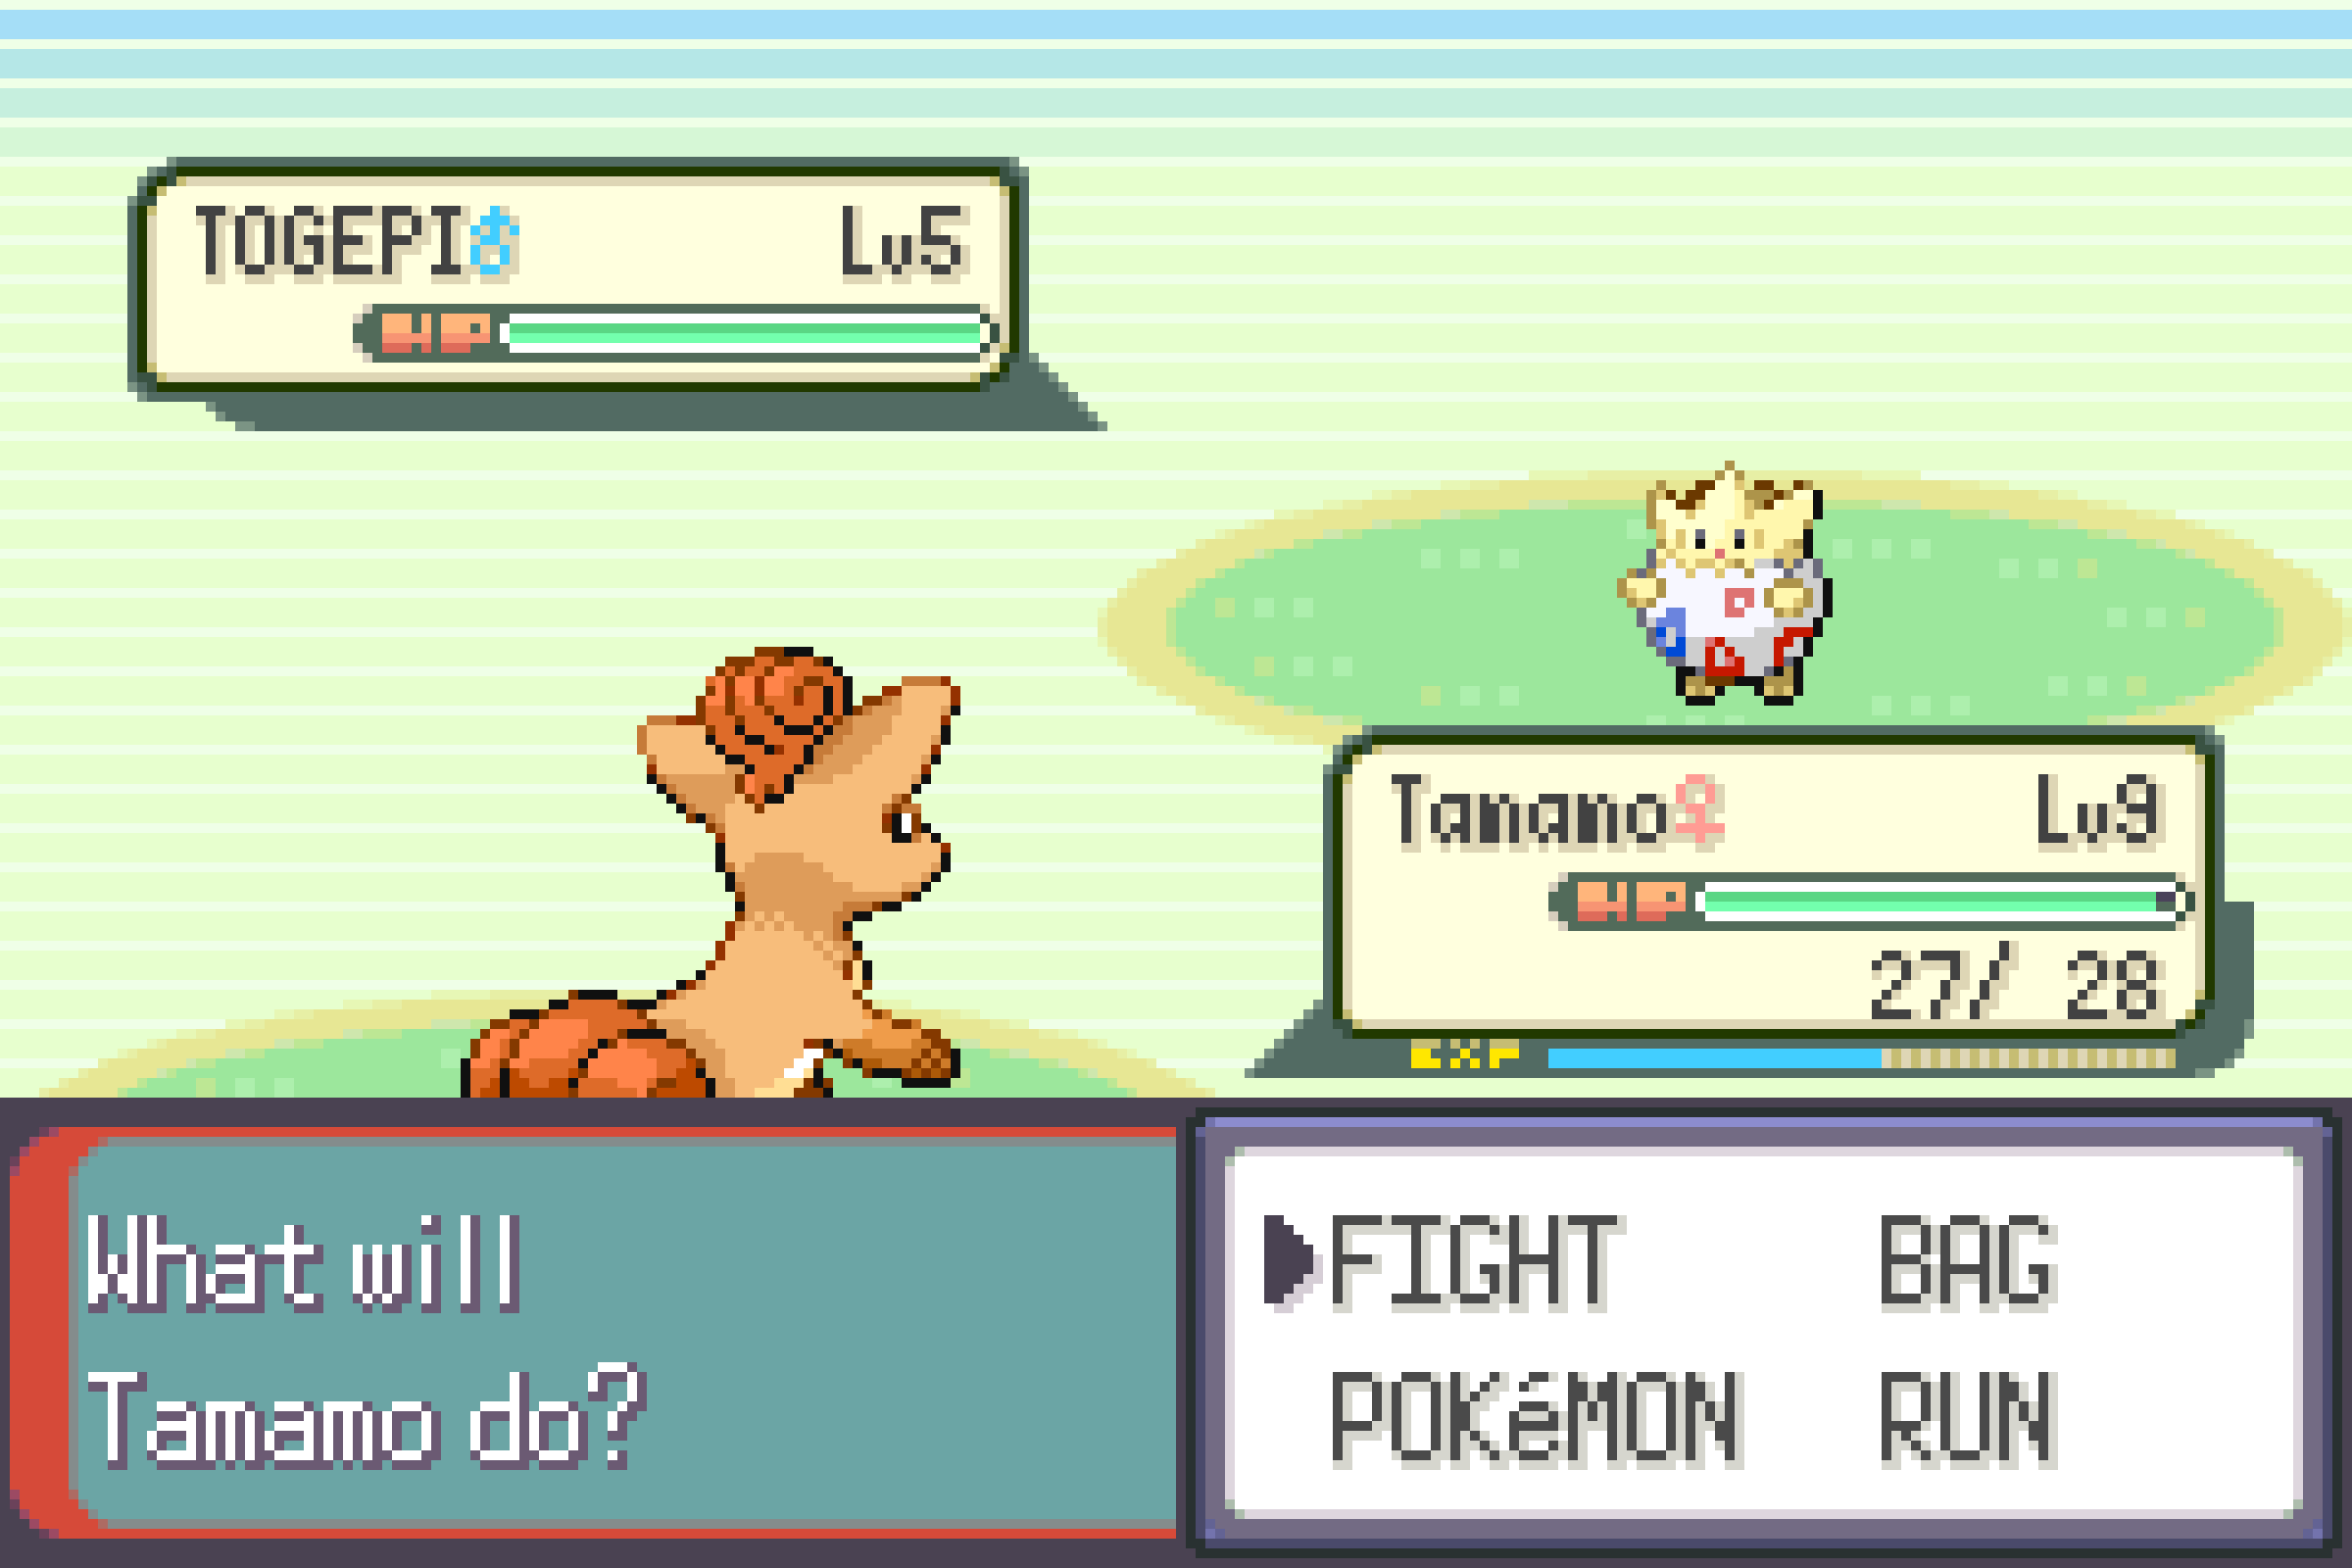 TOGEPI♂ Lv5
HP
Tamamo♀ Lv9
HP
27/ 28
EXP
What will
Tamamo do?
FIGHT BAG
POKéMON RUN